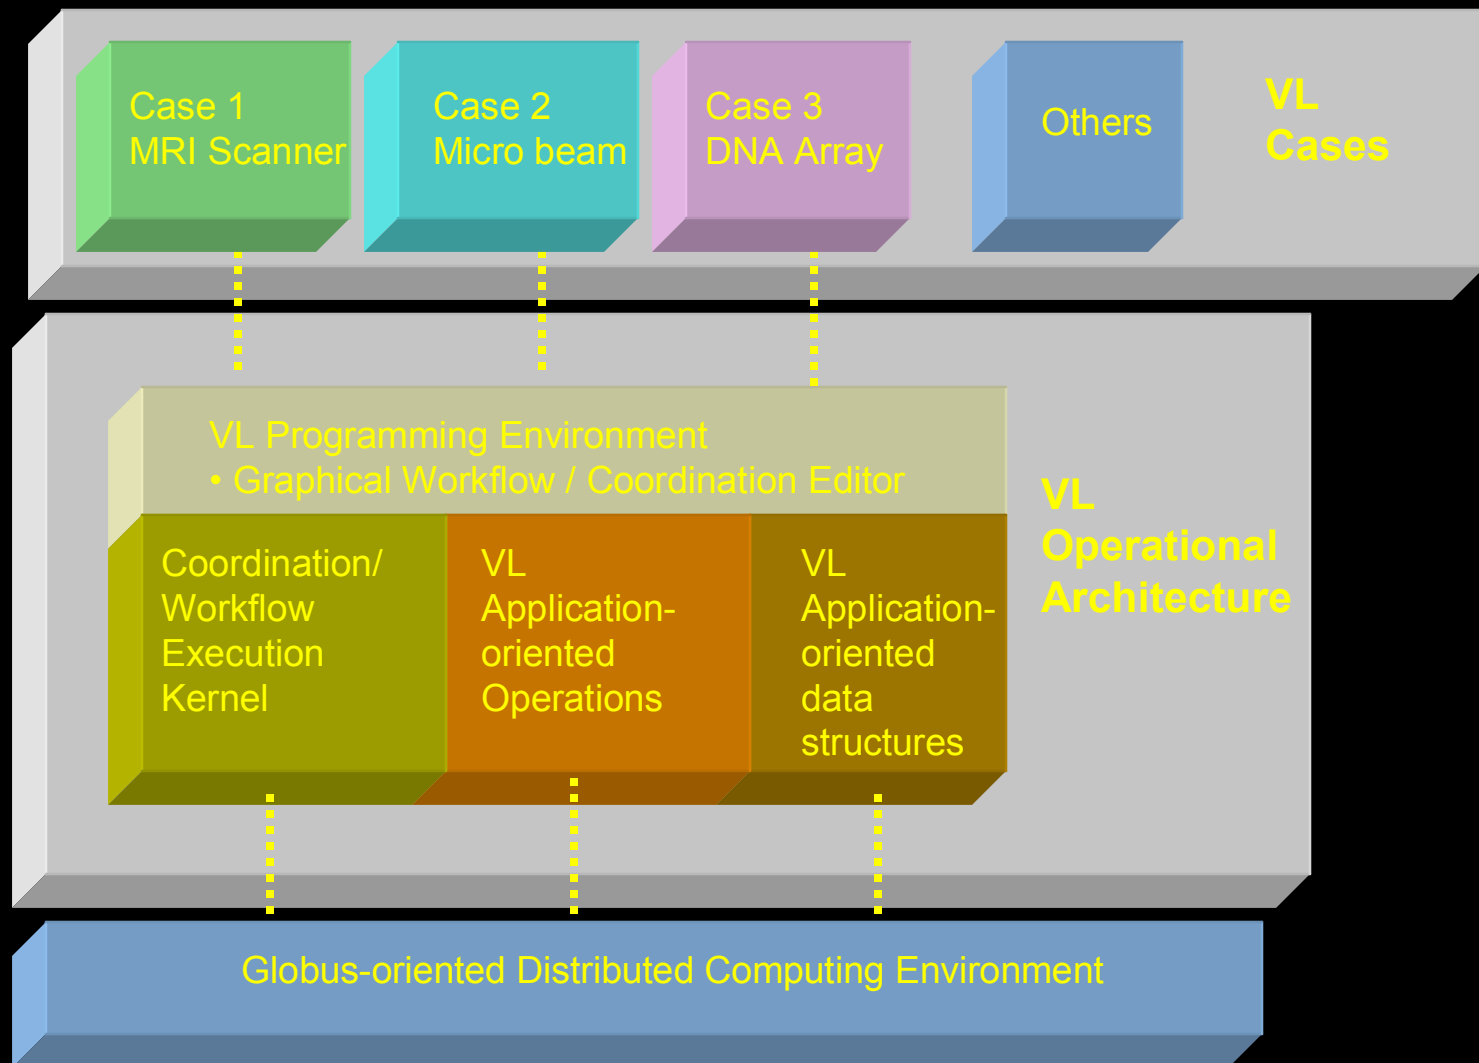 Case 1
MRI Scanner
Case 2
Micro beam
Case 3
DNA Array
Others
VL
Cases
VL Programming Environment
• Graphical Workflow / Coordination Editor
Coordination/
Workflow
Execution
Kernel
VL
Application-
oriented
Operations
VL
Application-
oriented
data
structures
VL
Operational
Architecture
Globus-oriented Distributed Computing Environment